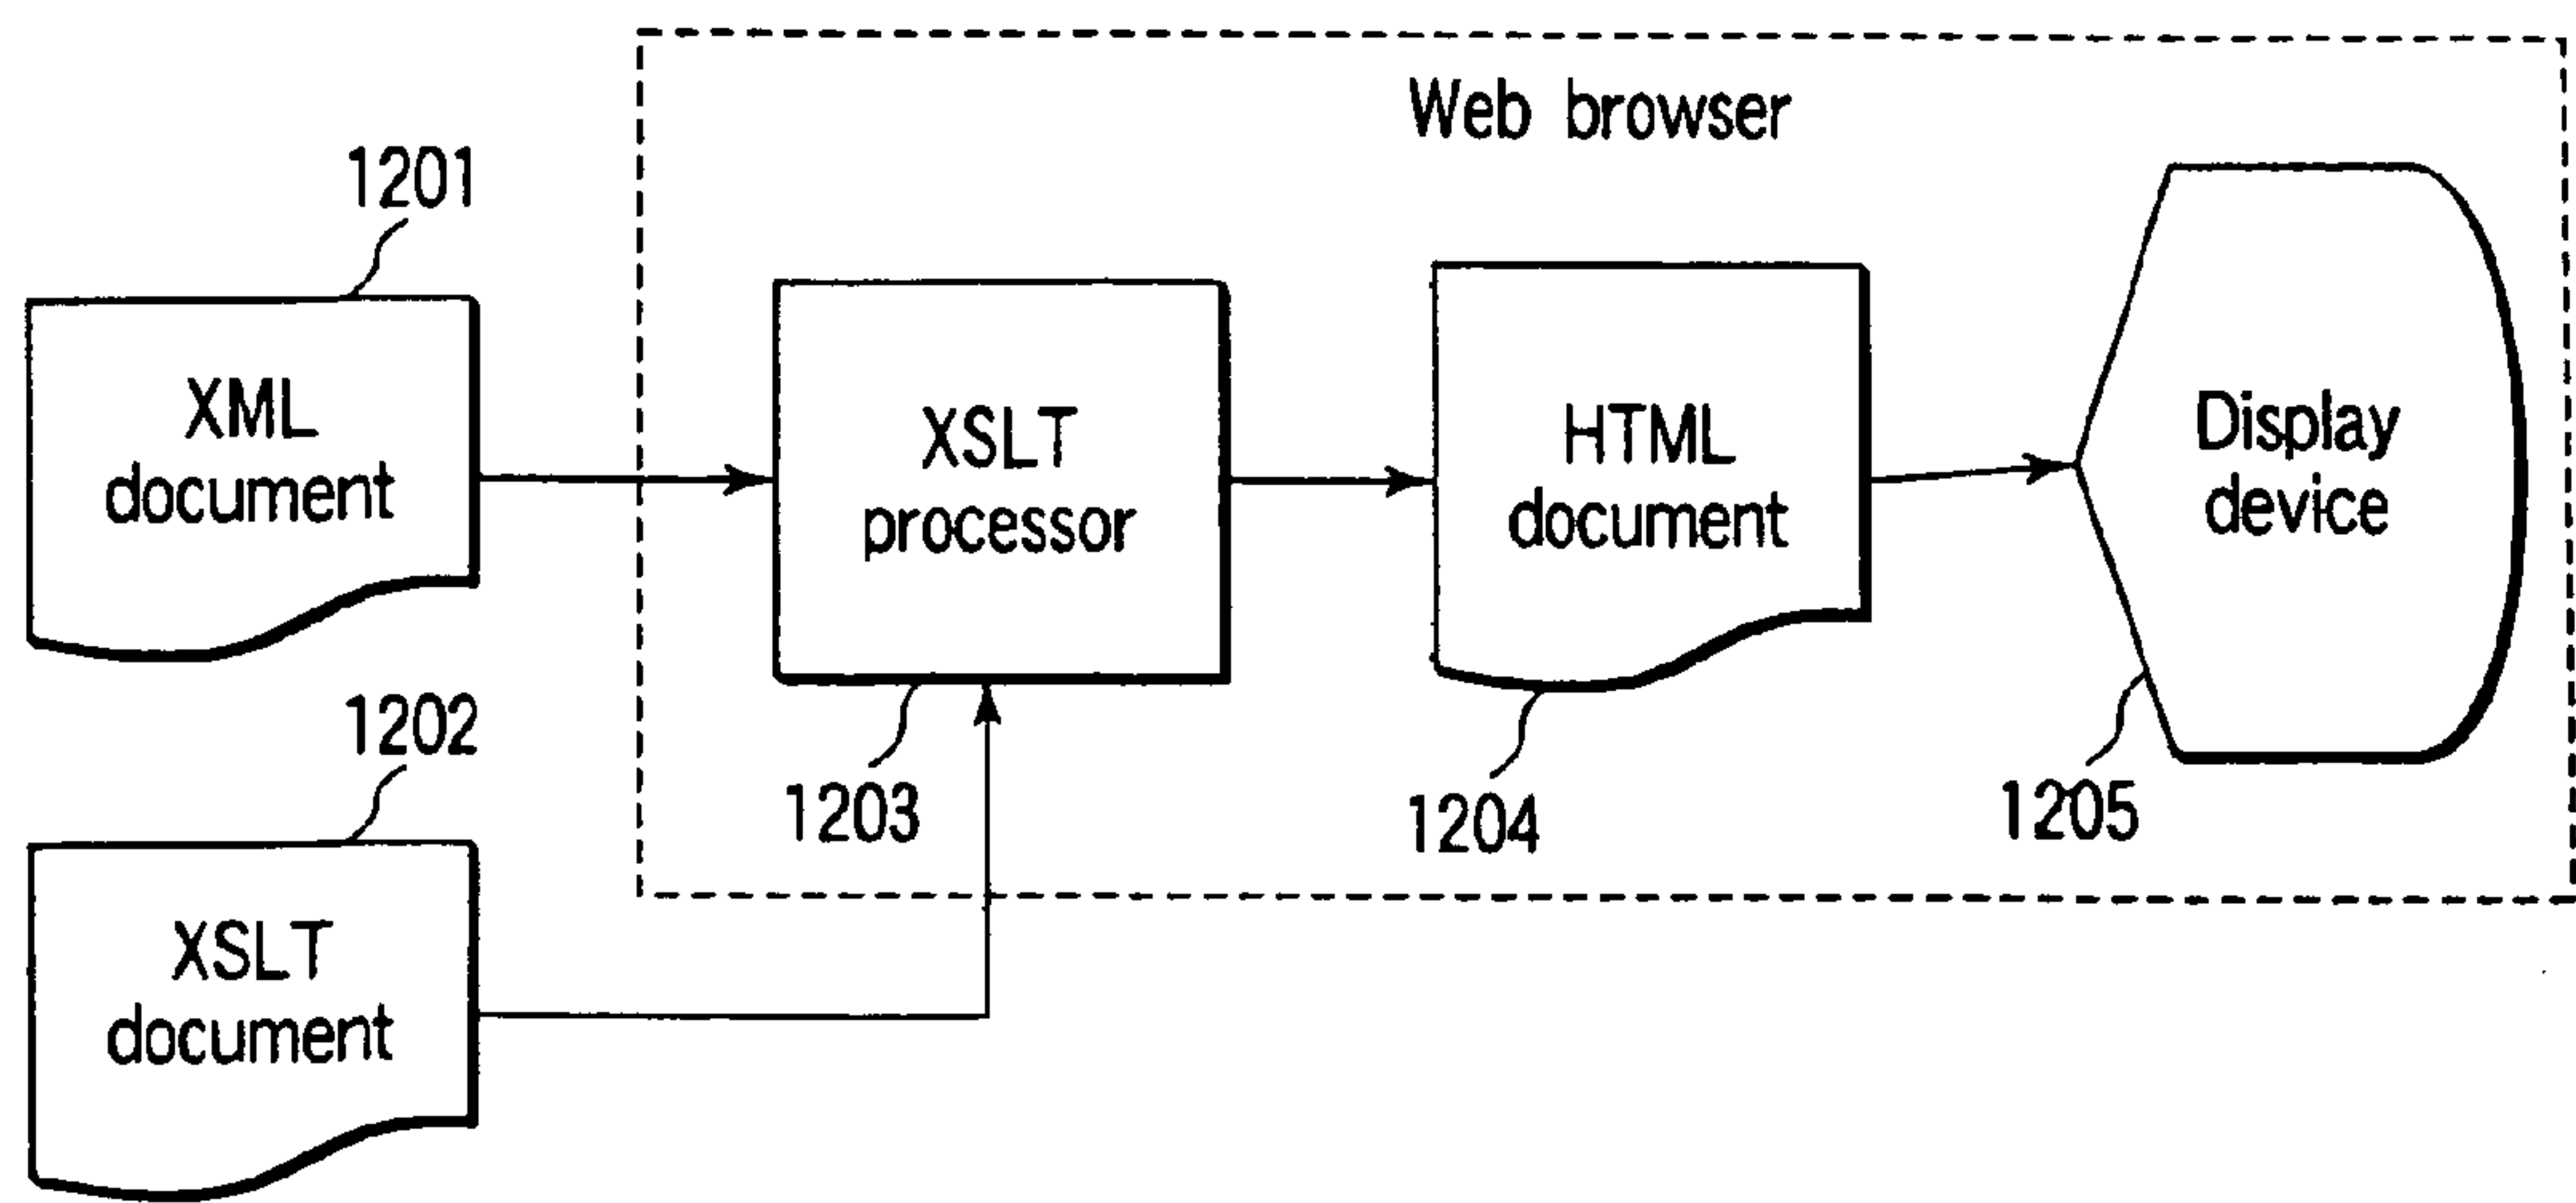 Web browser
1201
XML
document
XSLT
processor
HTML
document
Display
device
1202
1203
1204
1205
XSLT
document